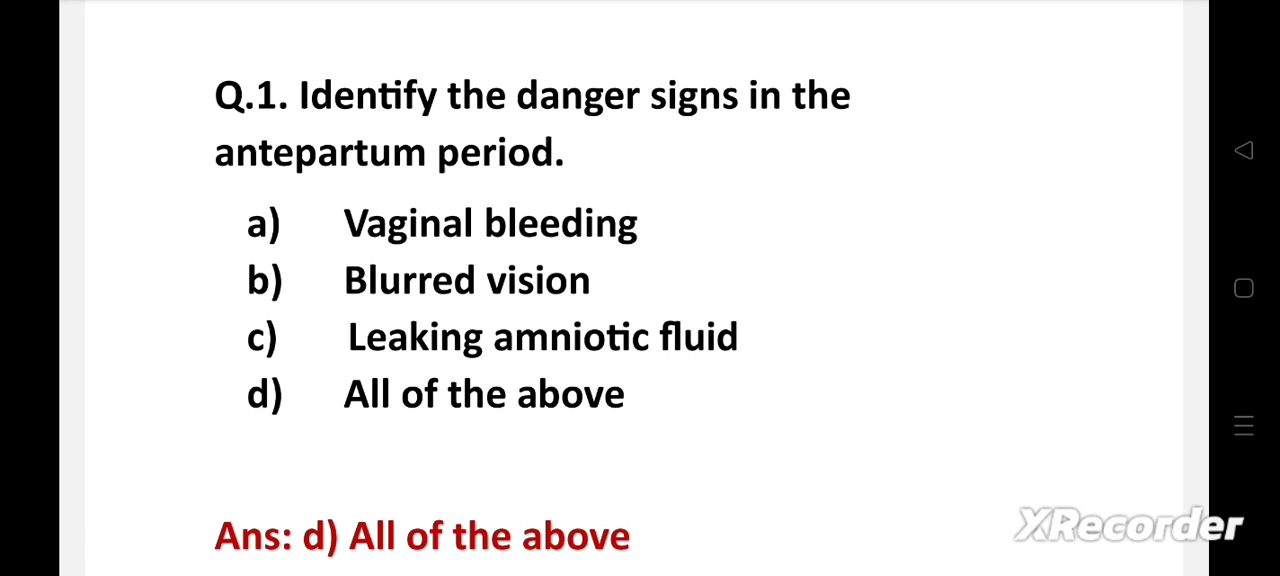 Q.1. Identify the danger signs in the
antepartum period.
a) Vaginal bleeding
b) Blurred vision
c) Leaking amniotic fluid
d) All of the above
Ans: d) All of the above
XRecorder